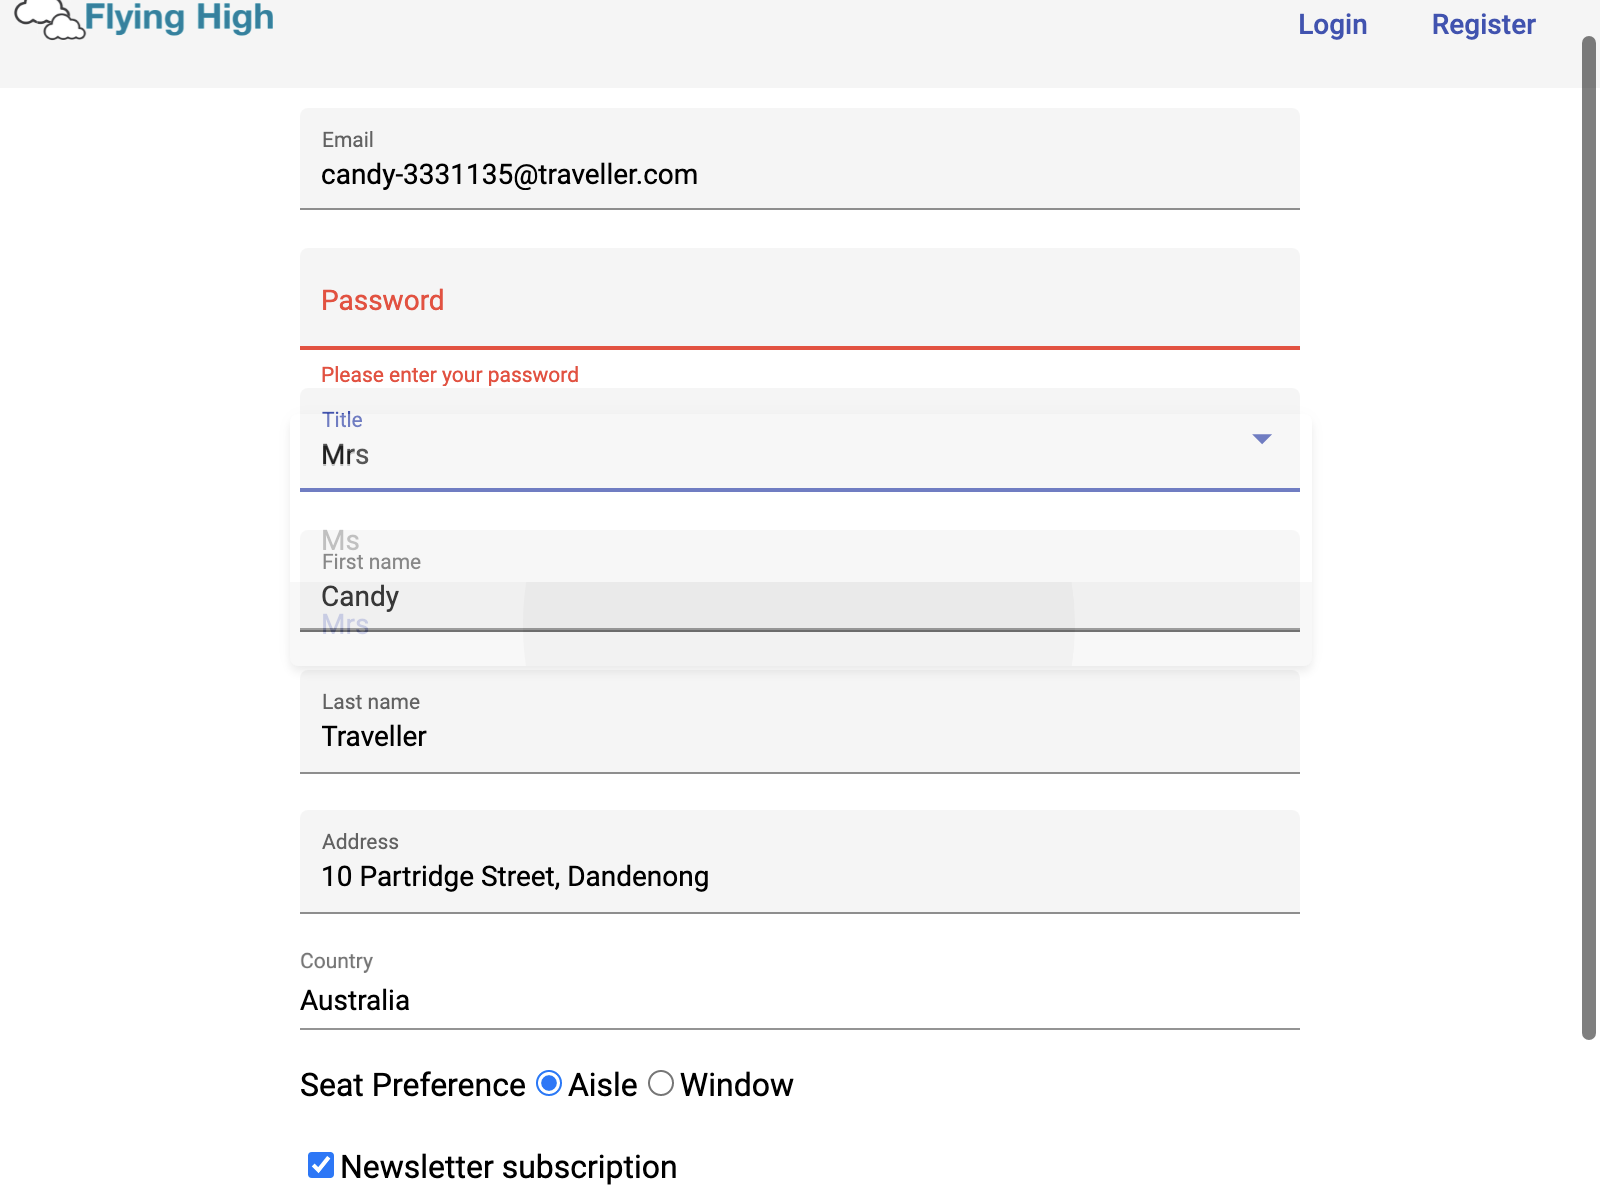 Flying High
Login Register
Email
candy-3331135@traveller.com
Password
Please enter your password
Title
Mrs
Ms
First name
Candy
Mrs
Last name
Traveller
Address
10 Partridge Street, Dandenong
Country
Australia
Seat Preference Aisle Window
Newsletter subscription